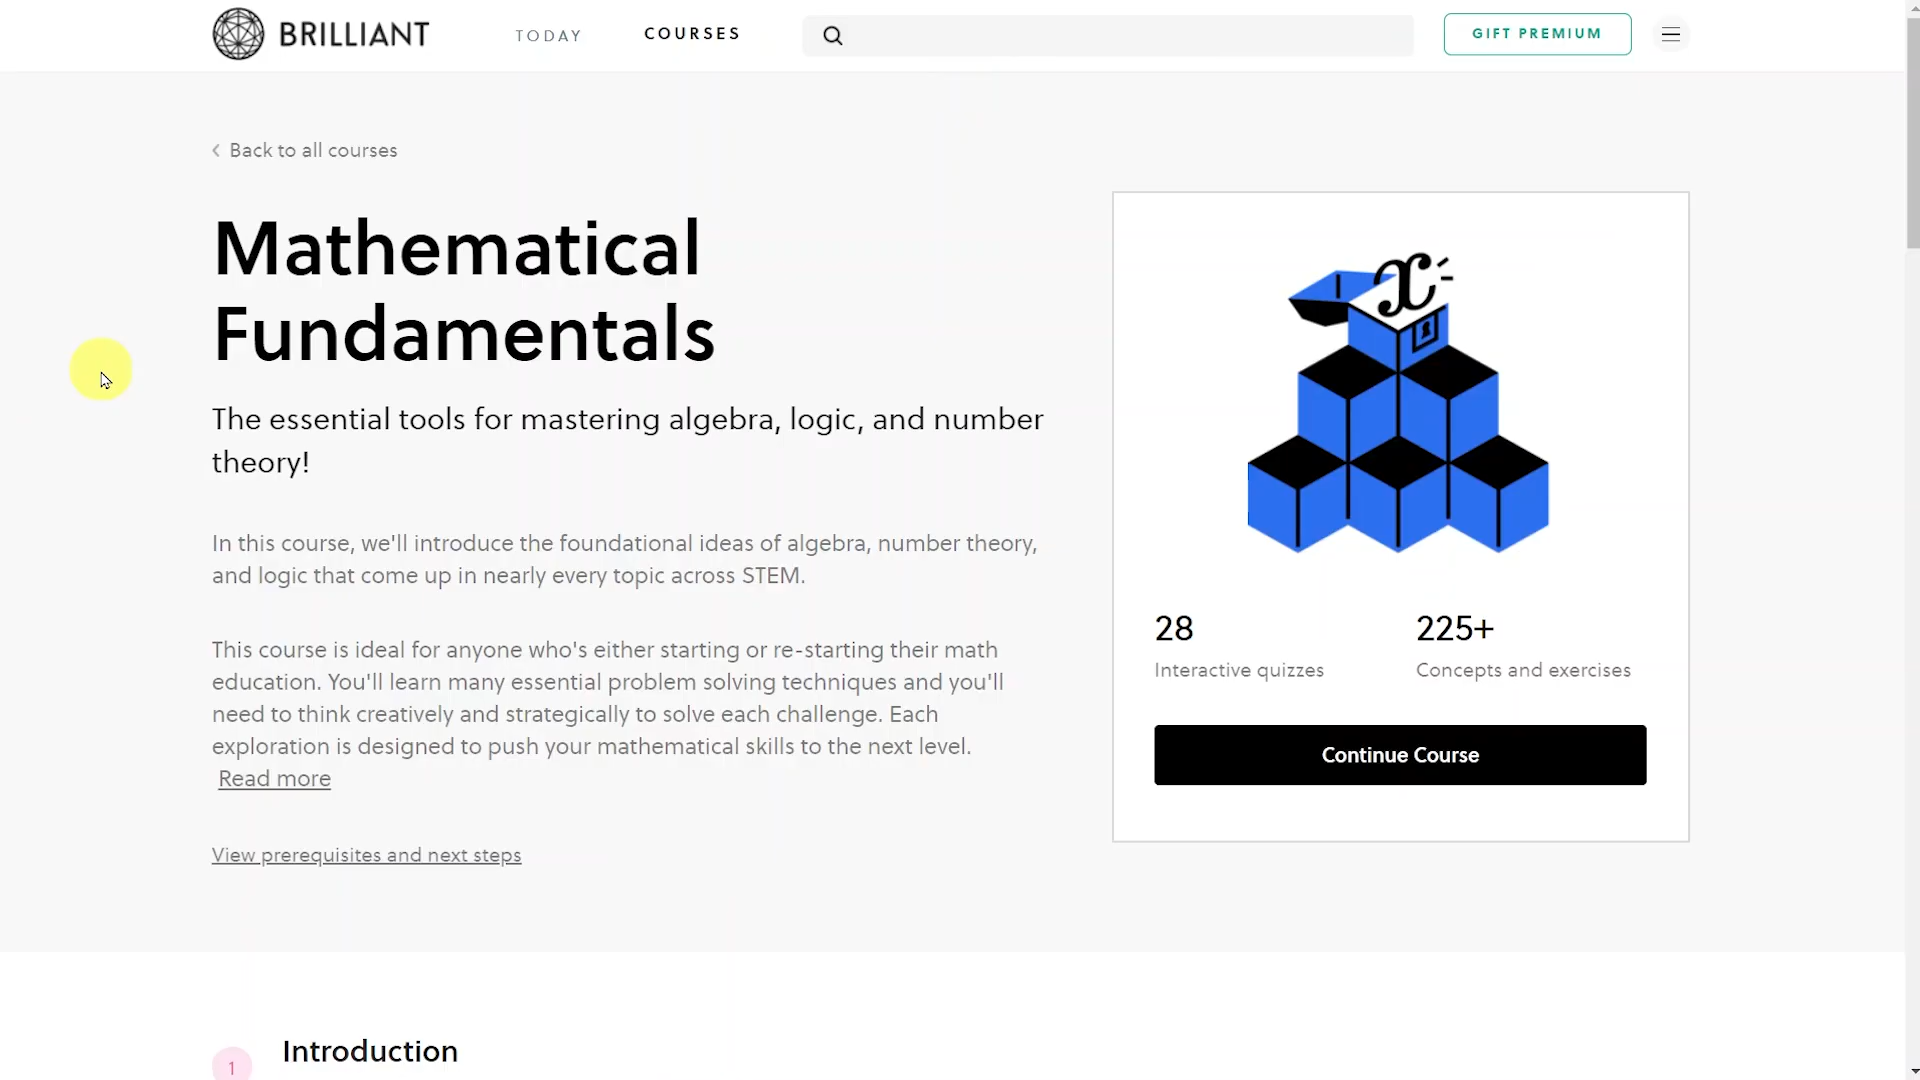 BRILLIANT
TODAY
COURSES
GIFT PREMIUM
Back to all courses
Mathematical
Fundamentals
The essential tools for mastering algebra, logic, and number
theory!
In this course, we'll introduce the foundational ideas of algebra, number theory,
and logic that come up in nearly every topic across STEM.
This course is ideal for anyone who's either starting or re-starting their math
education. You'll learn many essential problem solving techniques and you'll
need to think creatively and strategically to solve each challenge. Each
exploration is designed to push your mathematical skills to the next level.
Read more
View prerequisites and next steps
x
28
Interactive quizzes
225+
Concepts and exercises
Continue Course
1
Introduction